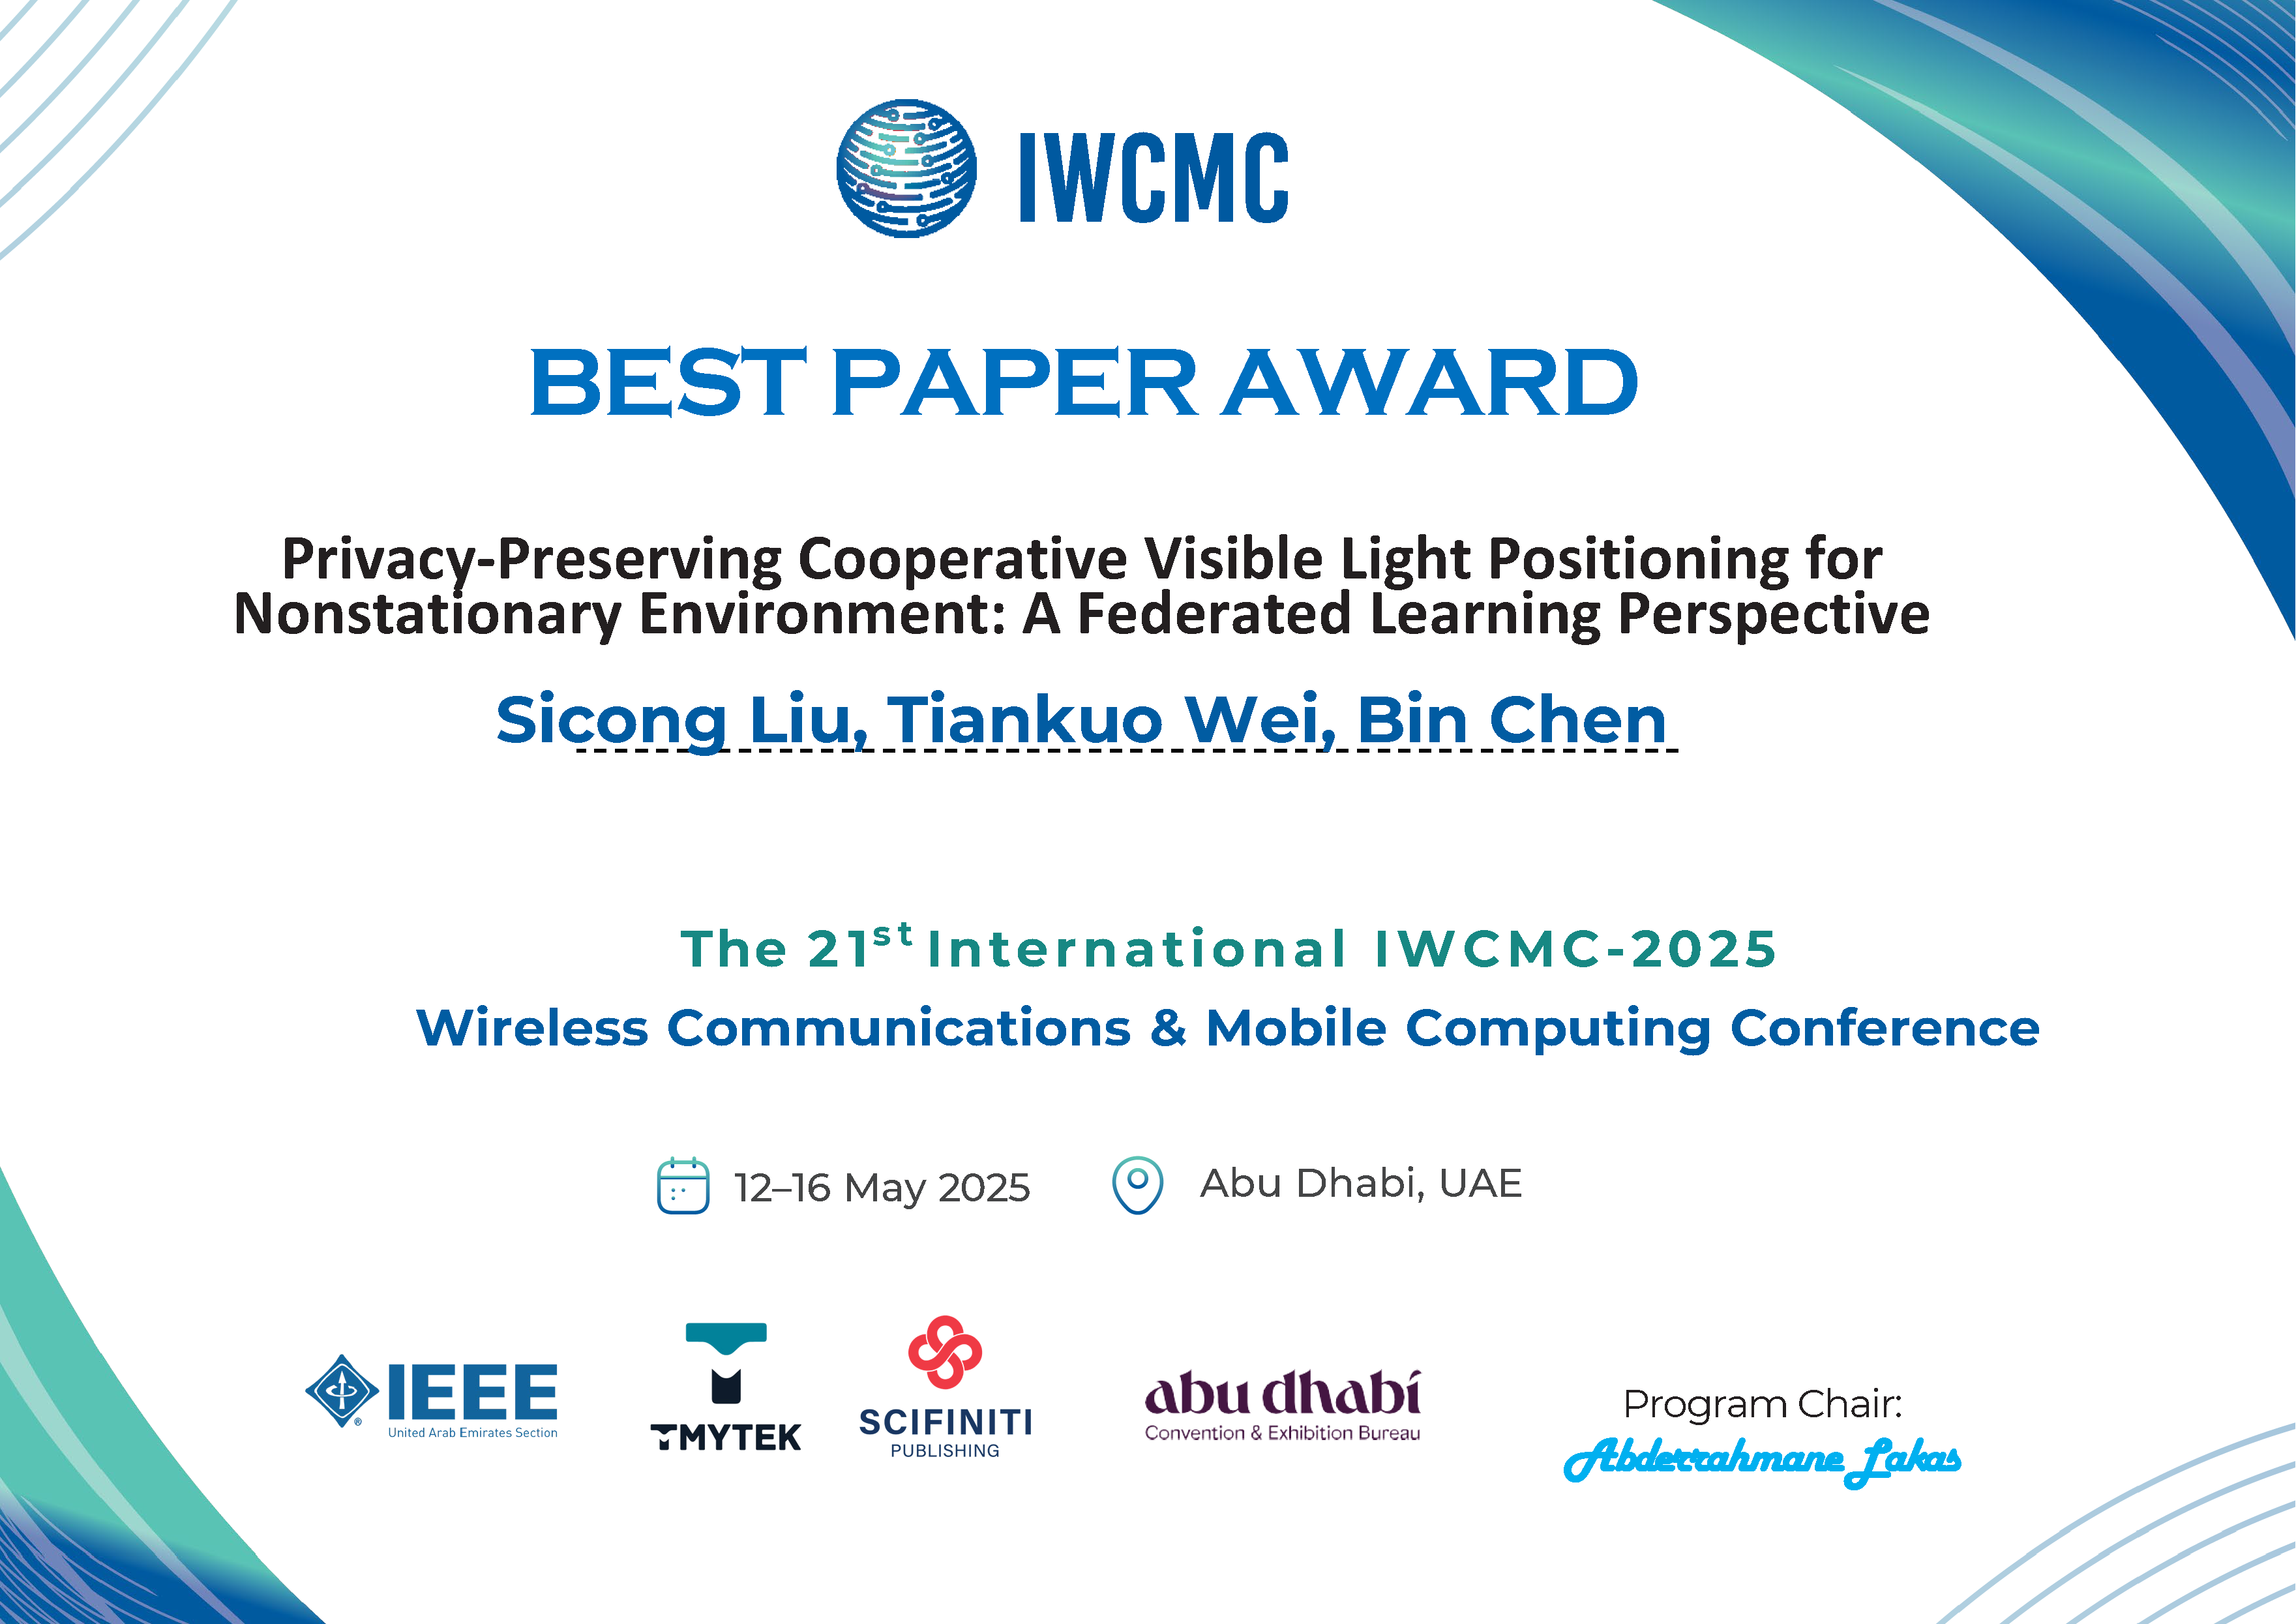 IWCMC
BEST PAPER AWARD
Privacy-Preserving Cooperative Visible Light Positioning for
Nonstationary Environment: A Federated Learning Perspective
Sicong Liu, Tiankuo Wei, Bin Chen
The 21st International IWCMC-2025
Wireless Communications & Mobile Computing Conference
12–16 May 2025
Abu Dhabi, UAE
IEEE
United Arab Emirates Section
TMYTEK
SCIFINITI
PUBLISHING
abu dhabi
Convention & Exhibition Bureau
Program Chair:
Abderrahmane Lakas